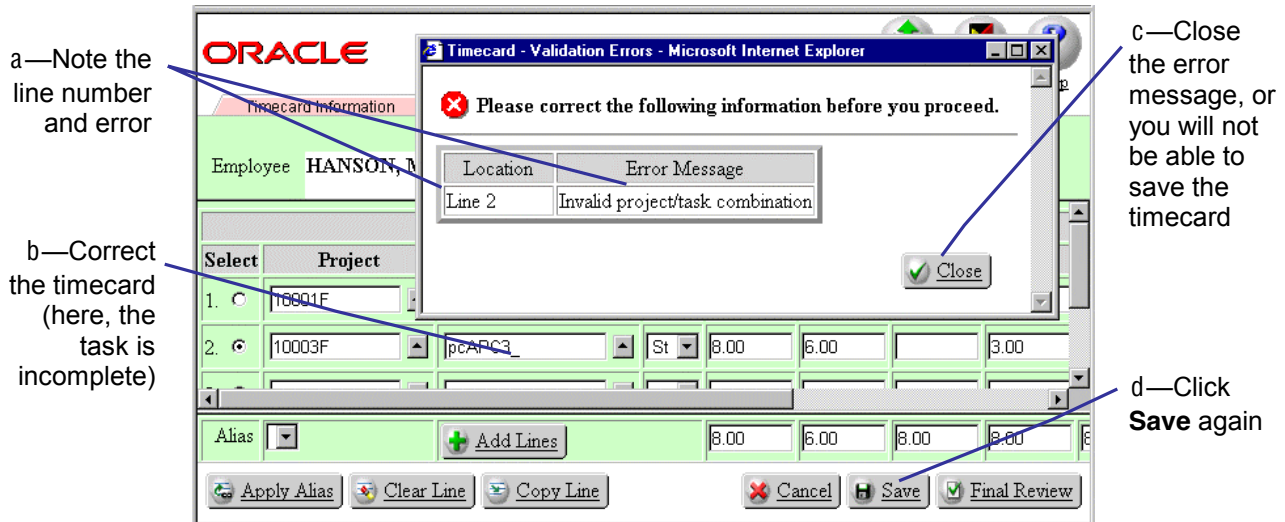 a—Note the
line number
and error
b—Correct
the timecard
(here, the
task is
incomplete)
ORACLE
Timecard Information
Employee HANSON, M
Select Project
1. 10001F
2. 10003F pcAPC3_ St 8.00 6.00 3.00
Alias Add Lines 8.00 6.00 8.00 8.00
Apply Alias Clear Line Copy Line Cancel Save Final Review
Timecard - Validation Errors - Microsoft Internet Explorer
Please correct the following information before you proceed.
Location Error Message
Line 2 Invalid project/task combination
Close
c—Close
the error
message, or
you will not
be able to
save the
timecard
d—Click
Save again